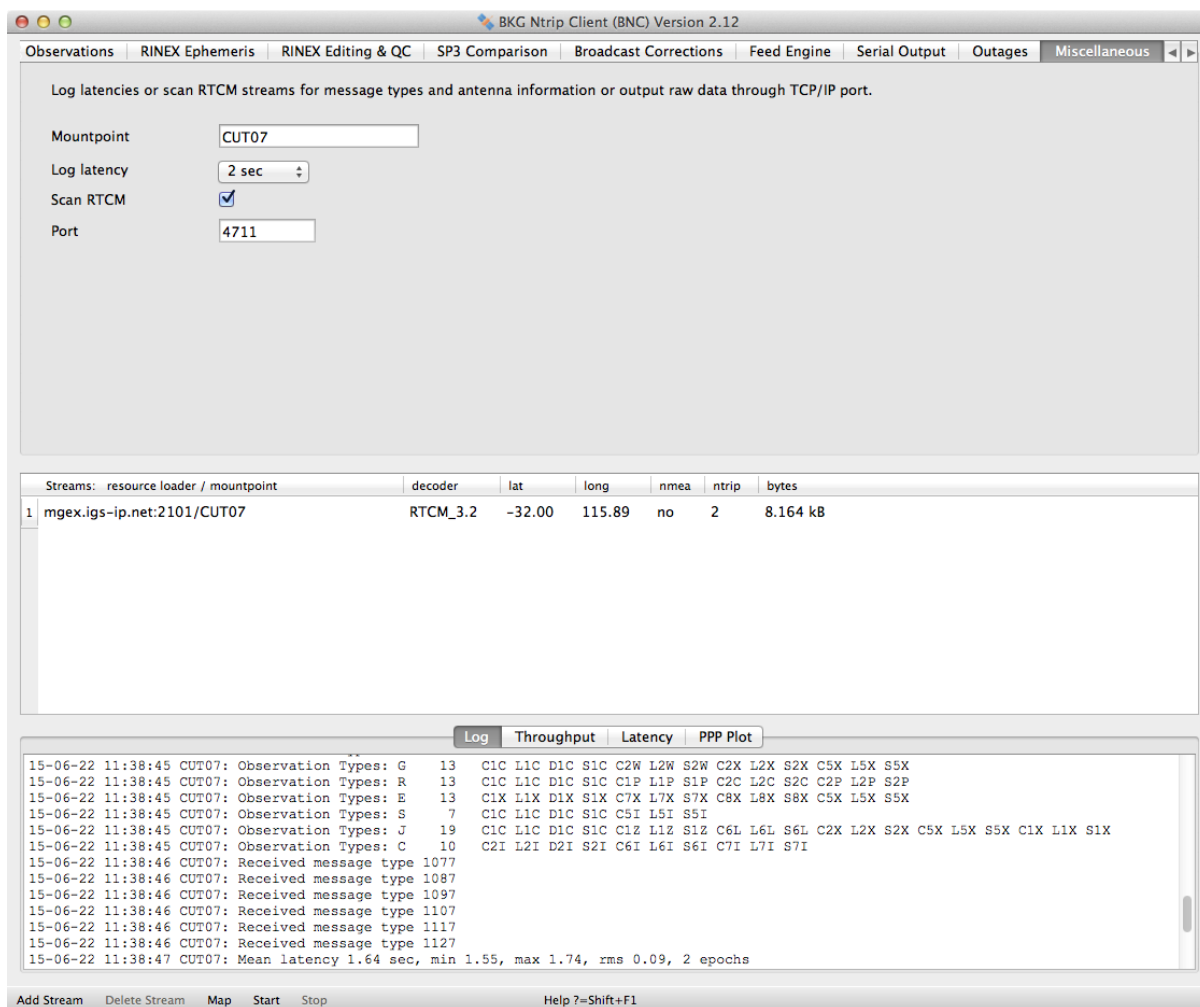 BKG Ntrip Client (BNC) Version 2.12
Observations RINEX Ephemeris RINEX Editing & QC SP3 Comparison Broadcast Corrections Feed Engine Serial Output Outages Miscellaneous
Log latencies or scan RTCM streams for message types and antenna information or output raw data through TCP/IP port.
Mountpoint CUT07
Log latency 2 sec
Scan RTCM
Port 4711
Streams: resource loader / mountpoint decoder lat long nmea ntrip bytes
1 mgex.igs-ip.net:2101/CUT07 RTCM_3.2 -32.00 115.89 no 2 8.164 kB
Log Throughput Latency PPP Plot
15-06-22 11:38:45 CUT07: Observation Types: G 13 C1C L1C D1C S1C C2W L2W S2W C2X L2X S2X C5X L5X S5X
15-06-22 11:38:45 CUT07: Observation Types: R 13 C1C L1C D1C S1C C1P L1P S1P C2C L2C S2C C2P L2P S2P
15-06-22 11:38:45 CUT07: Observation Types: E 13 C1X L1X D1X S1X C7X L7X S7X C8X L8X S8X C5X L5X S5X
15-06-22 11:38:45 CUT07: Observation Types: S 7 C1C L1C D1C S1C C5I L5I S5I
15-06-22 11:38:45 CUT07: Observation Types: J 19 C1C L1C D1C S1C C1Z L1Z S1Z C6L L6L S6L C2X L2X S2X C5X L5X S5X C1X L1X S1X
15-06-22 11:38:45 CUT07: Observation Types: C 10 C2I L2I D2I S2I C6I L6I S6I C7I L7I S7I
15-06-22 11:38:46 CUT07: Received message type 1077
15-06-22 11:38:46 CUT07: Received message type 1087
15-06-22 11:38:46 CUT07: Received message type 1097
15-06-22 11:38:46 CUT07: Received message type 1107
15-06-22 11:38:46 CUT07: Received message type 1117
15-06-22 11:38:46 CUT07: Received message type 1127
15-06-22 11:38:47 CUT07: Mean latency 1.64 sec, min 1.55, max 1.74, rms 0.09, 2 epochs
Add Stream Delete Stream Map Start Stop Help ?=Shift+F1